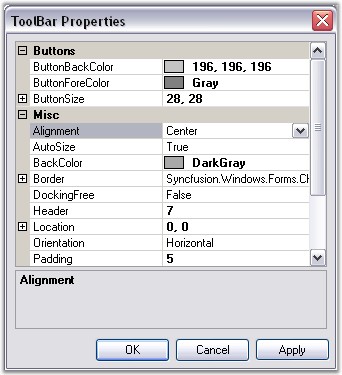 ToolBar Properties
Buttons
ButtonBackColor 196, 196, 196
ButtonForeColor Gray
ButtonSize 28, 28
Misc
Alignment Center
AutoSize True
BackColor DarkGray
Border Syncfusion.Windows.Forms.Ch
DockingFree False
Header 7
Location 0, 0
Orientation Horizontal
Padding 5
Alignment
OK Cancel Apply